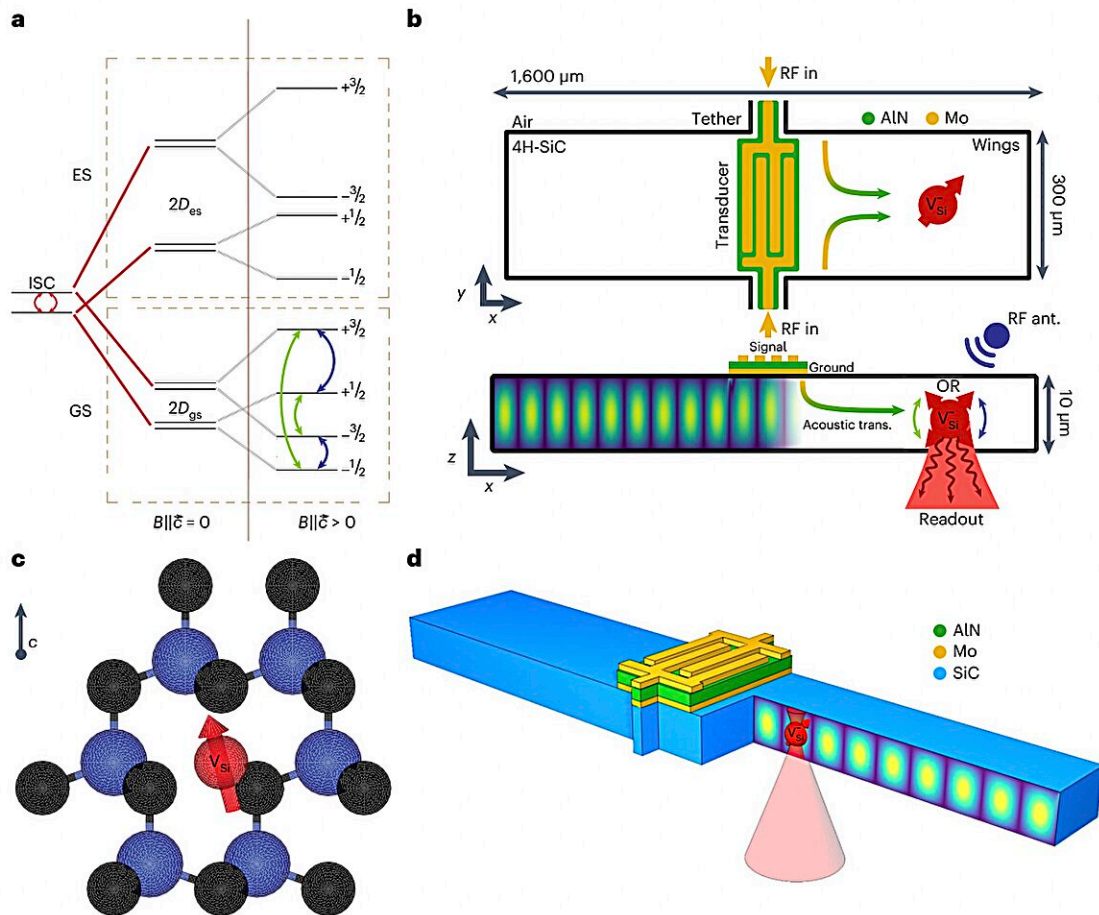 a
ES
GS
ISC
2D_es
2D_gs
+3/2
−3/2
+1/2
−1/2
+3/2
+1/2
−3/2
−1/2
B||c⃗ = 0
B||c⃗ > 0
b
1,600 µm
RF in
Air
Tether
AlN
Mo
4H-SiC
Wings
Transducer
V_Si^-
300 µm
y
x
RF in
Signal
Ground
RF ant.
OR
Acoustic trans.
V_Si^-
10 µm
z
x
Readout
c
c
V_Si
d
AlN
Mo
SiC
V_Si^-